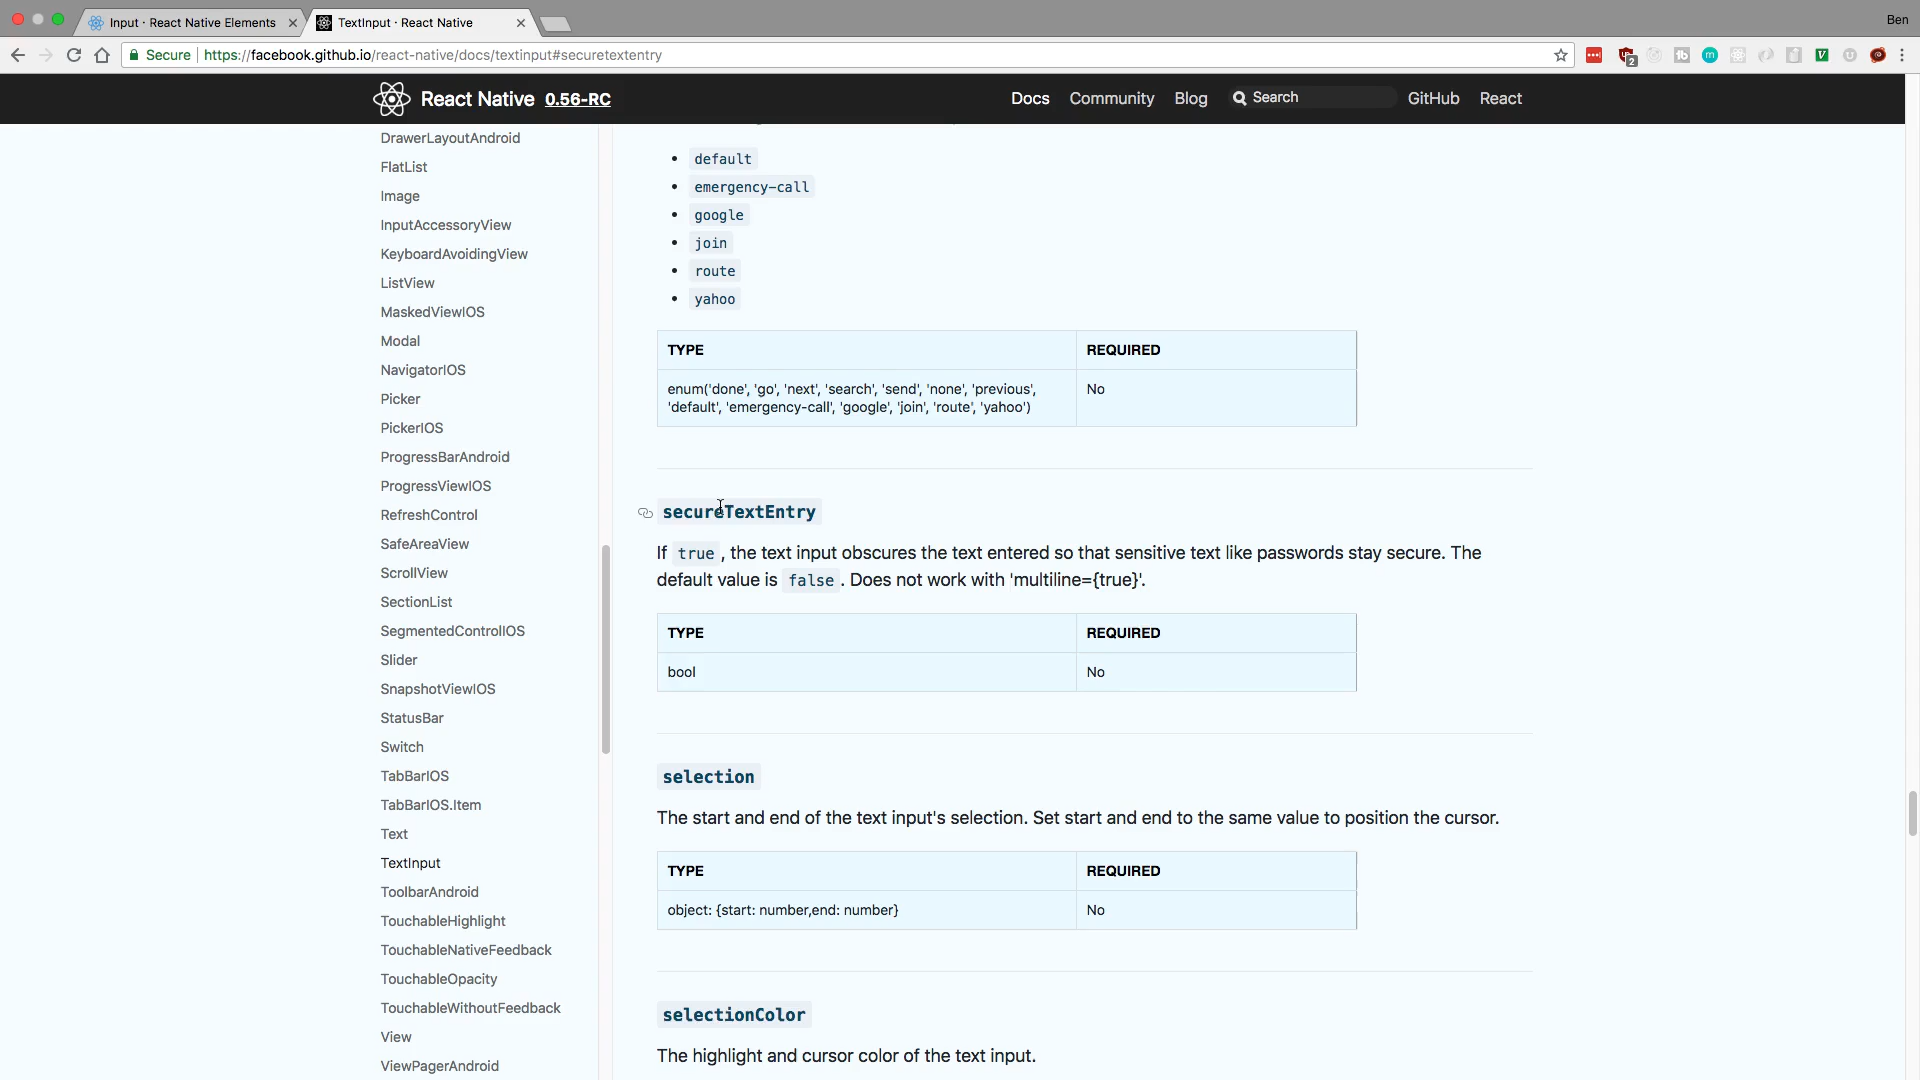 Input · React Native Elements
TextInput · React Native
Ben
Secure
https://facebook.github.io/react-native/docs/textinput#securetextentry
2
React Native 0.56-RC
Docs
Community
Blog
Search
GitHub
React
DrawerLayoutAndroid
FlatList
Image
InputAccessoryView
KeyboardAvoidingView
ListView
MaskedViewIOS
Modal
NavigatorIOS
Picker
PickerIOS
ProgressBarAndroid
ProgressViewIOS
RefreshControl
SafeAreaView
ScrollView
SectionList
SegmentedControlIOS
Slider
SnapshotViewIOS
StatusBar
Switch
TabBarIOS
TabBarIOS.Item
Text
TextInput
ToolbarAndroid
TouchableHighlight
TouchableNativeFeedback
TouchableOpacity
TouchableWithoutFeedback
View
ViewPagerAndroid
default
emergency-call
google
join
route
yahoo
TYPE REQUIRED
enum('done', 'go', 'next', 'search', 'send', 'none', 'previous', No
'default', 'emergency-call', 'google', 'join', 'route', 'yahoo')
secureTextEntry
If true , the text input obscures the text entered so that sensitive text like passwords stay secure. The
default value is false . Does not work with 'multiline={true}'.
TYPE REQUIRED
bool No
selection
The start and end of the text input's selection. Set start and end to the same value to position the cursor.
TYPE REQUIRED
object: {start: number,end: number} No
selectionColor
The highlight and cursor color of the text input.